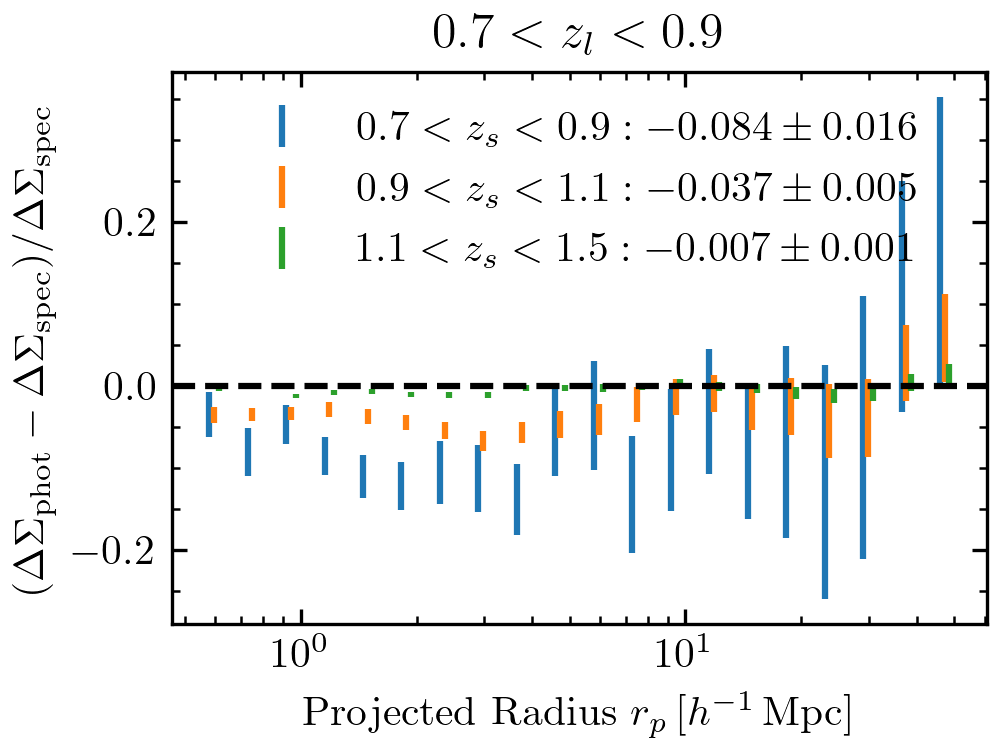 0.7 < z_l < 0.9
0.7 < z_s < 0.9 : −0.084 ± 0.016
0.9 < z_s < 1.1 : −0.037 ± 0.005
1.1 < z_s < 1.5 : −0.007 ± 0.001
(ΔΣ_phot − ΔΣ_spec)/ΔΣ_spec
0.2
0.0
−0.2
10^0
10^1
Projected Radius r_p [h^{−1} Mpc]